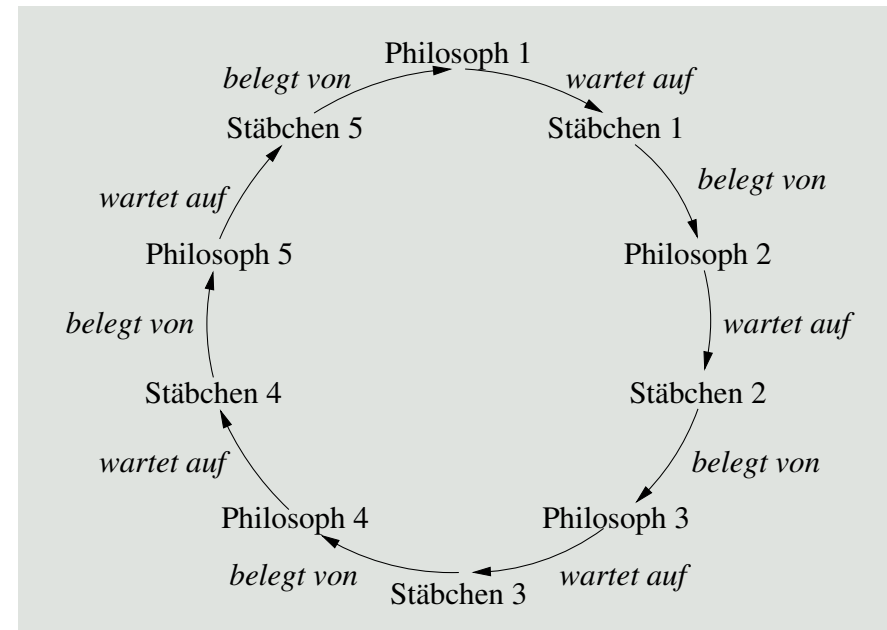 Philosoph 1
wartet auf
Stäbchen 1
belegt von
Philosoph 2
wartet auf
Stäbchen 2
belegt von
Philosoph 3
wartet auf
Stäbchen 3
belegt von
Philosoph 4
wartet auf
Stäbchen 4
belegt von
Philosoph 5
wartet auf
Stäbchen 5
belegt von